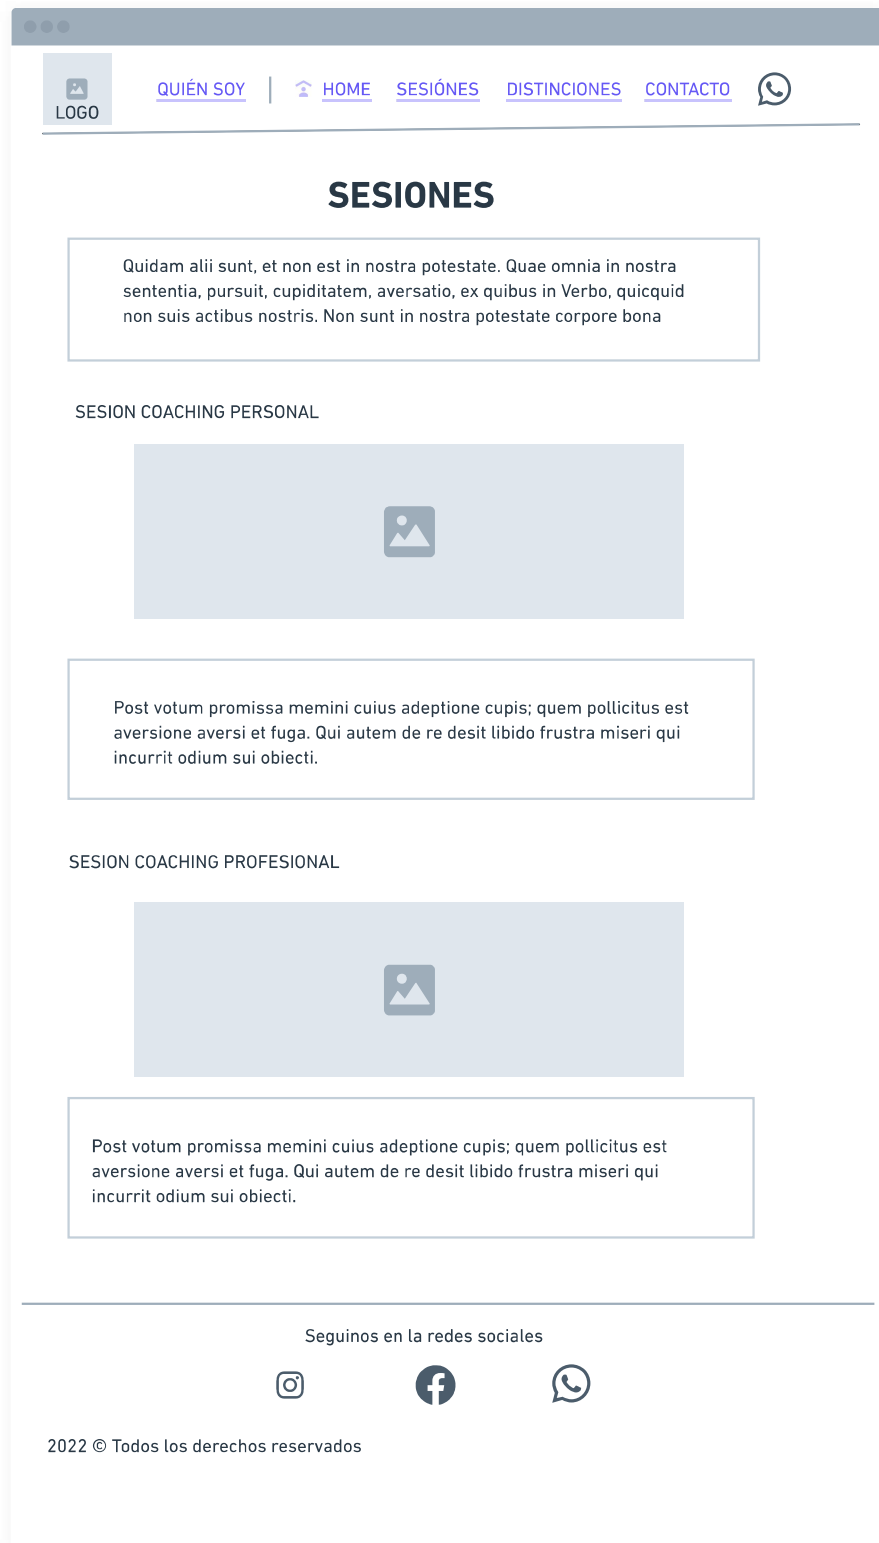 LOGO
QUIÉN SOY
HOME
SESIÓNES
DISTINCIONES
CONTACTO
SESIONES
Quidam alii sunt, et non est in nostra potestate. Quae omnia in nostra
sententia, pursuit, cupiditatem, aversatio, ex quibus in Verbo, quicquid
non suis actibus nostris. Non sunt in nostra potestate corpore bona
SESION COACHING PERSONAL
Post votum promissa memini cuius adeptione cupis; quem pollicitus est
aversione aversi et fuga. Qui autem de re desit libido frustra miseri qui
incurrit odium sui obiecti.
SESION COACHING PROFESIONAL
Post votum promissa memini cuius adeptione cupis; quem pollicitus est
aversione aversi et fuga. Qui autem de re desit libido frustra miseri qui
incurrit odium sui obiecti.
Seguinos en la redes sociales
2022 © Todos los derechos reservados